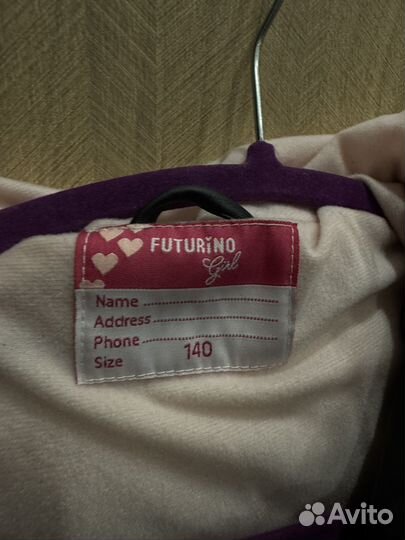 FUTURiNO
Girl
Name
Address
Phone
Size 140
Avito